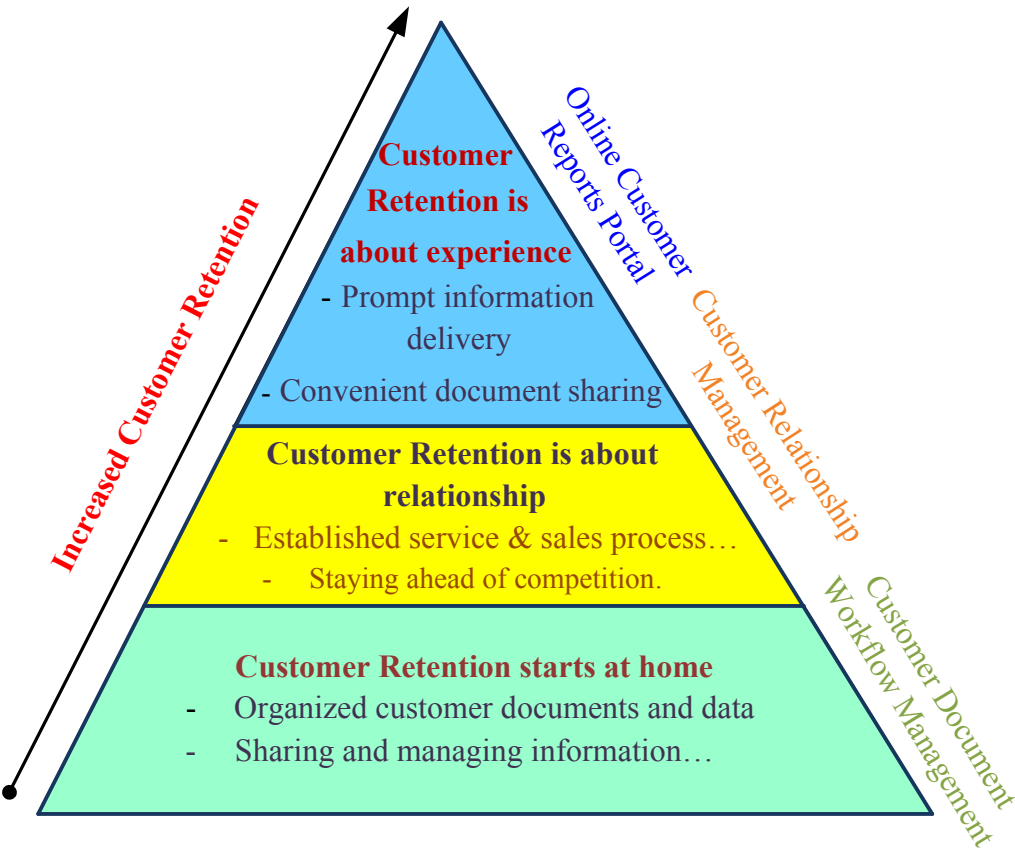 Increased Customer Retention
Customer
Retention is
about experience
- Prompt information
delivery
- Convenient document sharing
Customer Retention is about
relationship
- Established service & sales process…
- Staying ahead of competition.
Customer Retention starts at home
- Organized customer documents and data
- Sharing and managing information…
Online Customer
Reports Portal
Customer Relationship
Management
Customer Document
Workflow Management